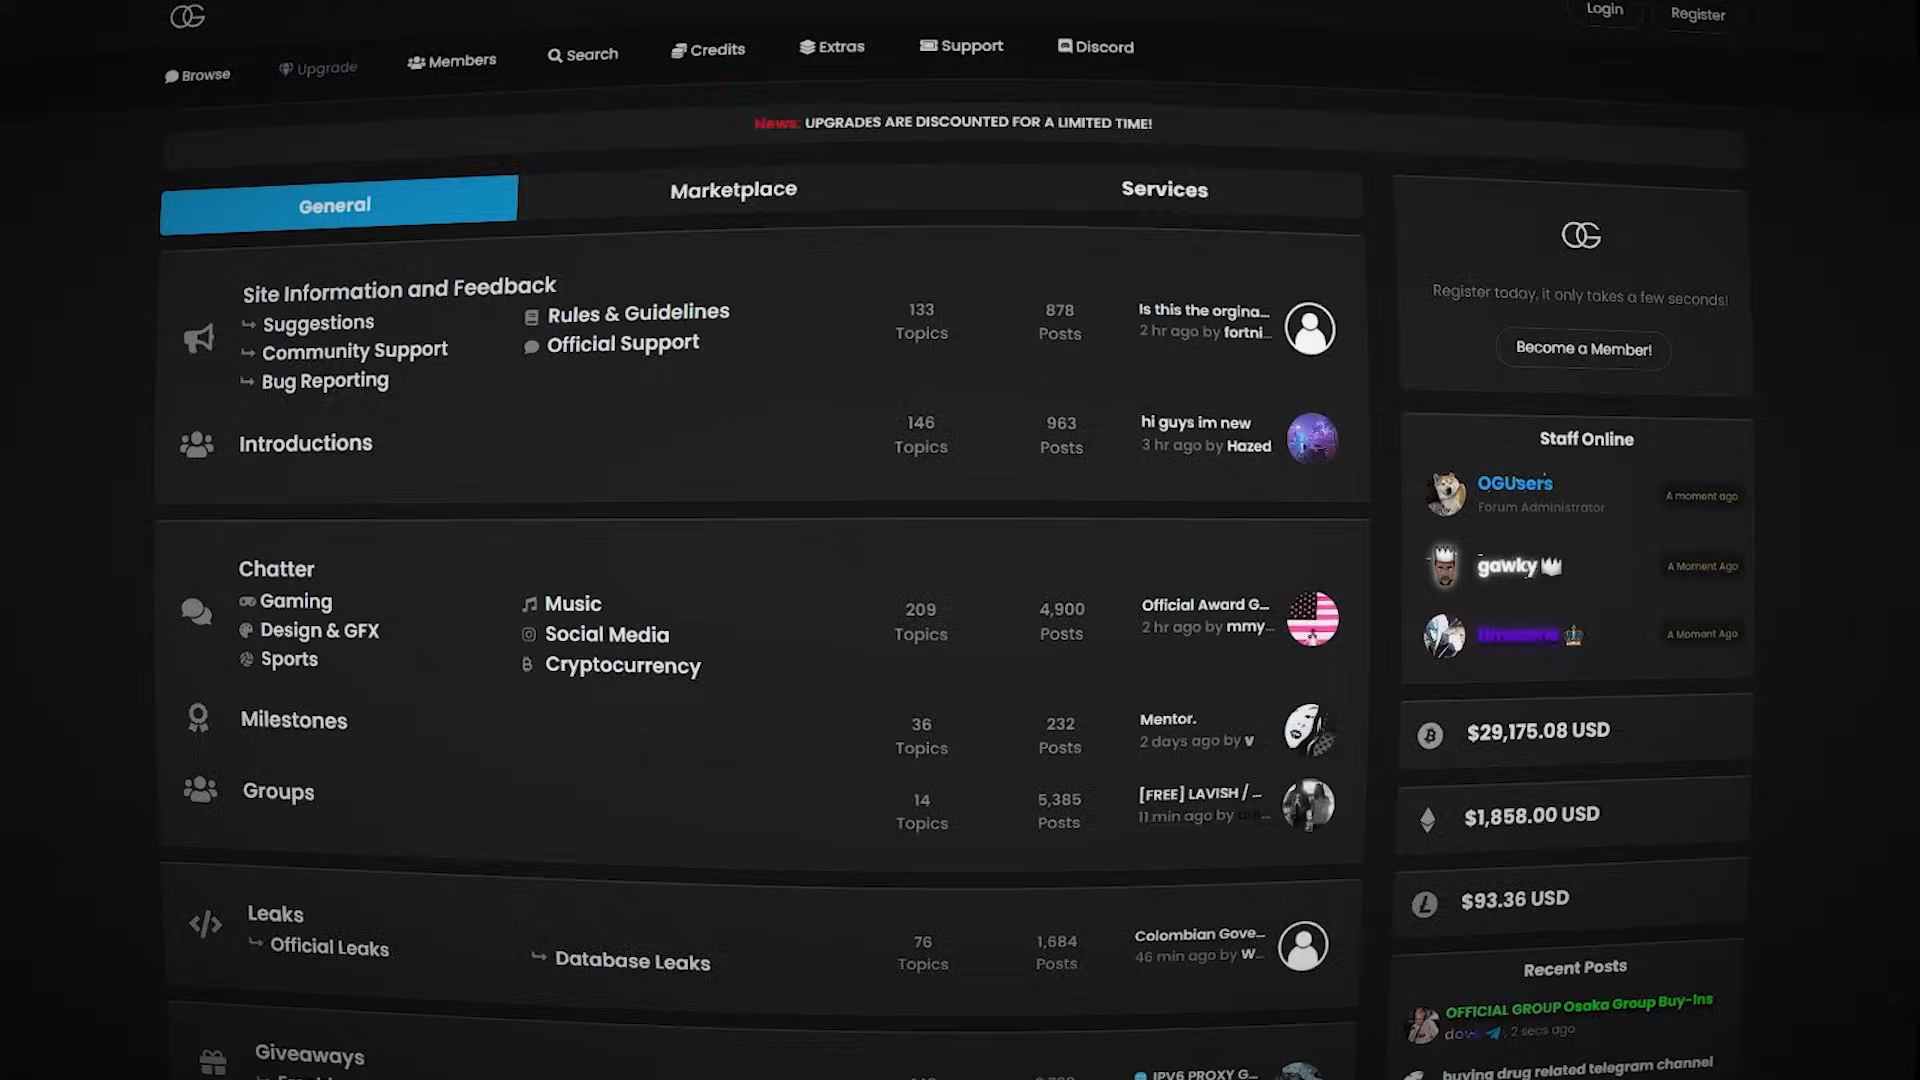 OG
Login
Register
Browse
Upgrade
Members
Search
Credits
Extras
Support
Discord
News: UPGRADES ARE DISCOUNTED FOR A LIMITED TIME!
General
Marketplace
Services
Site Information and Feedback
Suggestions
Community Support
Bug Reporting
Rules & Guidelines
Official Support
133
Topics
878
Posts
Is this the orgina...
2 hr ago by fortni...
Introductions
146
Topics
963
Posts
hi guys im new
3 hr ago by Hazed
Chatter
Gaming
Design & GFX
Sports
Music
Social Media
Cryptocurrency
209
Topics
4,900
Posts
Official Award G...
2 hr ago by mmy...
Milestones
36
Topics
232
Posts
Mentor.
2 days ago by v
Groups
14
Topics
5,385
Posts
[FREE] LAVISH / ...
11 min ago by
Leaks
Official Leaks
Database Leaks
76
Topics
1,684
Posts
Colombian Gove...
46 min ago by W...
Giveaways
IPV6 PROXY G...
OG
Register today, it only takes a few seconds!
Become a Member!
Staff Online
OGUsers
Forum Administrator
A moment ago
gawky
A Moment Ago
A Moment Ago
$29,175.08 USD
$1,858.00 USD
$93.36 USD
Recent Posts
OFFICIAL GROUP Osaka Group Buy-Ins
dove , 2 secs ago
buying drug related telegram channel